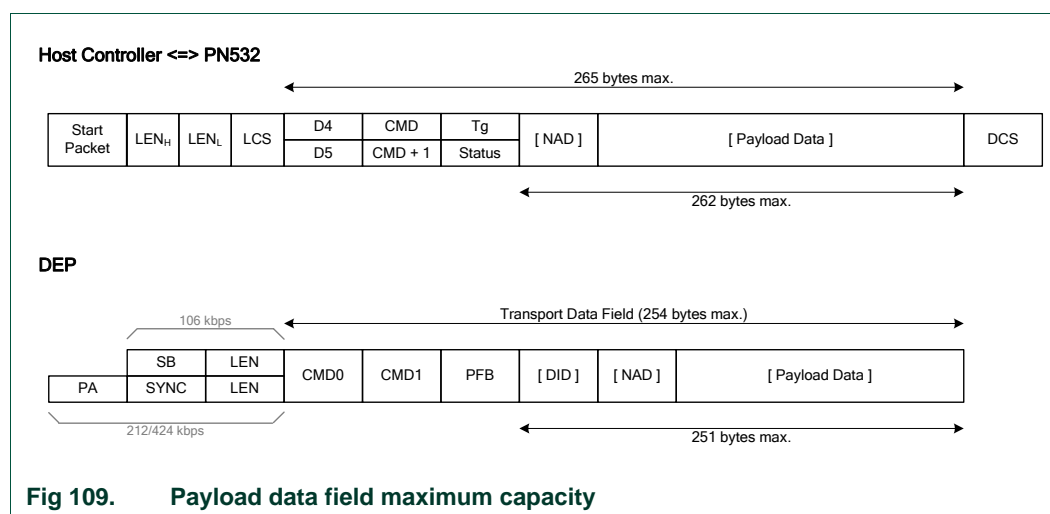 Host Controller <=> PN532
265 bytes max.
Start Packet
LENH
LENL
LCS
D4
CMD
Tg
[ NAD ]
[ Payload Data ]
DCS
D5
CMD + 1
Status
262 bytes max.
DEP
106 kbps
Transport Data Field (254 bytes max.)
SB
LEN
CMD0
CMD1
PFB
[ DID ]
[ NAD ]
[ Payload Data ]
PA
SYNC
LEN
212/424 kbps
251 bytes max.
Fig 109. Payload data field maximum capacity